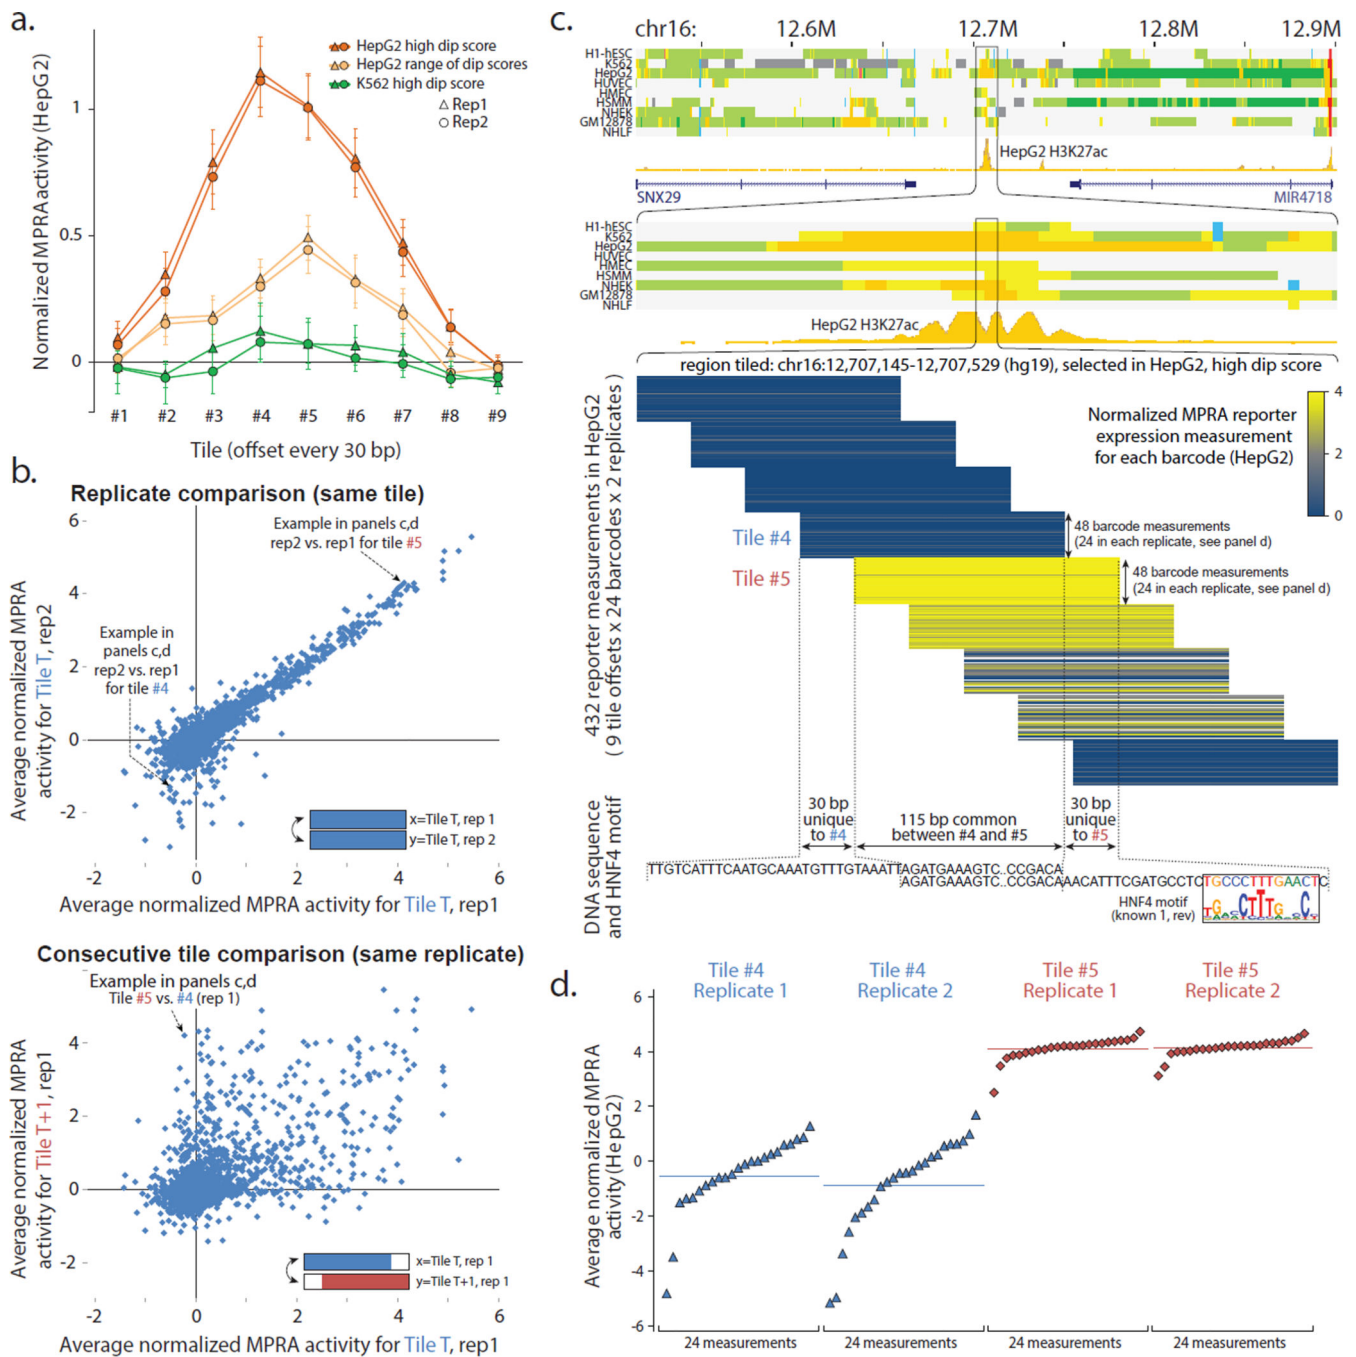 a.
Normalized MPRA activity (HepG2)
1
0.5
0
HepG2 high dip score
HepG2 range of dip scores
K562 high dip score
Rep1
Rep2
#1 #2 #3 #4 #5 #6 #7 #8 #9
Tile (offset every 30 bp)
b.
Replicate comparison (same tile)
Average normalized MPRA
activity for Tile T, rep2
6
4
2
0
-2
Example in panels c,d
rep2 vs. rep1 for tile #5
Example in
panels c,d
rep2 vs. rep1
for tile #4
x=Tile T, rep 1
y=Tile T, rep 2
-2 0 2 4 6
Average normalized MPRA activity for Tile T, rep1
Consecutive tile comparison (same replicate)
Average normalized MPRA
activity for Tile T+1, rep1
Example in panels c,d
Tile #5 vs. #4 (rep 1)
4
2
0
-2
x=Tile T, rep 1
y=Tile T+1, rep 1
-2 0 2 4 6
Average normalized MPRA activity for Tile T, rep1
c.
chr16: 12.6M 12.7M 12.8M 12.9M
H1-hESC
K562
HepG2
HUVEC
HMEC
HSMM
NHEK
GM12878
NHLF
HepG2 H3K27ac
SNX29
MIR4718
H1-hESC
K562
HepG2
HUVEC
HMEC
HSMM
NHEK
GM12878
NHLF
HepG2 H3K27ac
region tiled: chr16:12,707,145-12,707,529 (hg19), selected in HepG2, high dip score
432 reporter measurements in HepG2
( 9 tile offsets x 24 barcodes x 2 replicates )
Normalized MPRA reporter
expression measurement
for each barcode (HepG2)
4
2
0
Tile #4
48 barcode measurements
(24 in each replicate, see panel d)
Tile #5
48 barcode measurements
(24 in each replicate, see panel d)
30 bp
unique
to #4
115 bp common
between #4 and #5
30 bp
unique
to #5
DNA sequence
and HNF4 motif
TTGTCATTTCAATGCAAATGTTTGTAAATTAGATGAAAGTC..CCGACA
AGATGAAAGTC..CCGACAAACATTTCGATGCCTCTGCCCTTTGAACTC
HNF4 motif
(known 1, rev)
d.
Average normalized MPRA
activity (HepG2)
Tile #4
Replicate 1
Tile #4
Replicate 2
Tile #5
Replicate 1
Tile #5
Replicate 2
6
4
2
0
-2
-4
-6
24 measurements 24 measurements 24 measurements 24 measurements